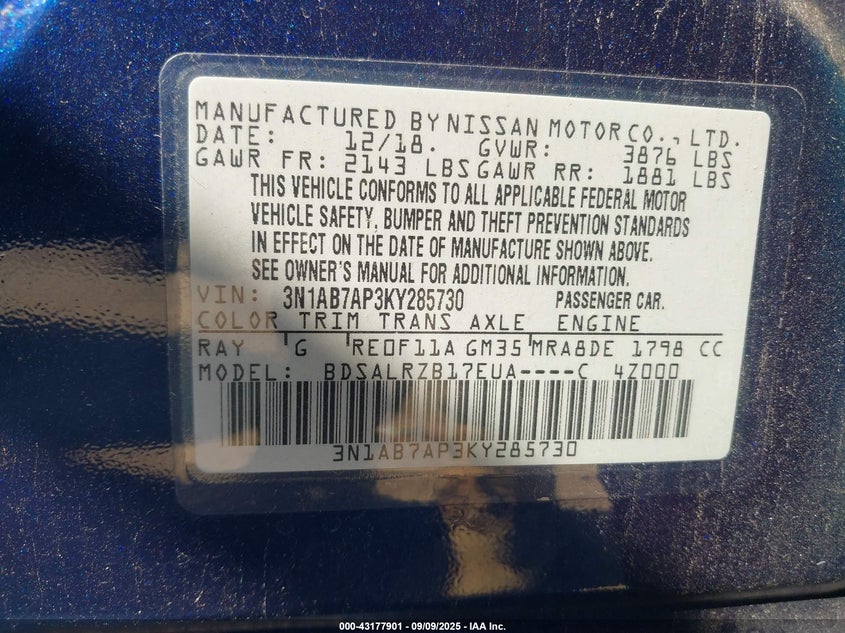 MANUFACTURED BY NISSAN MOTOR CO., LTD.
DATE: 12/18. GVWR: 3876 LBS
GAWR FR: 2143 LBS GAWR RR: 1881 LBS
THIS VEHICLE CONFORMS TO ALL APPLICABLE FEDERAL MOTOR
VEHICLE SAFETY, BUMPER AND THEFT PREVENTION STANDARDS
IN EFFECT ON THE DATE OF MANUFACTURE SHOWN ABOVE.
SEE OWNER'S MANUAL FOR ADDITIONAL INFORMATION.
VIN: 3N1AB7AP3KY285730 PASSENGER CAR.
COLOR TRIM TRANS AXLE ENGINE
RAY G RE0F11A GM35 MRA8DE 1798 CC
MODEL: BDSALRZB17EUA----C 4Z000
3N1AB7AP3KY285730
000-43177901 - 09/09/2025 - IAA Inc.